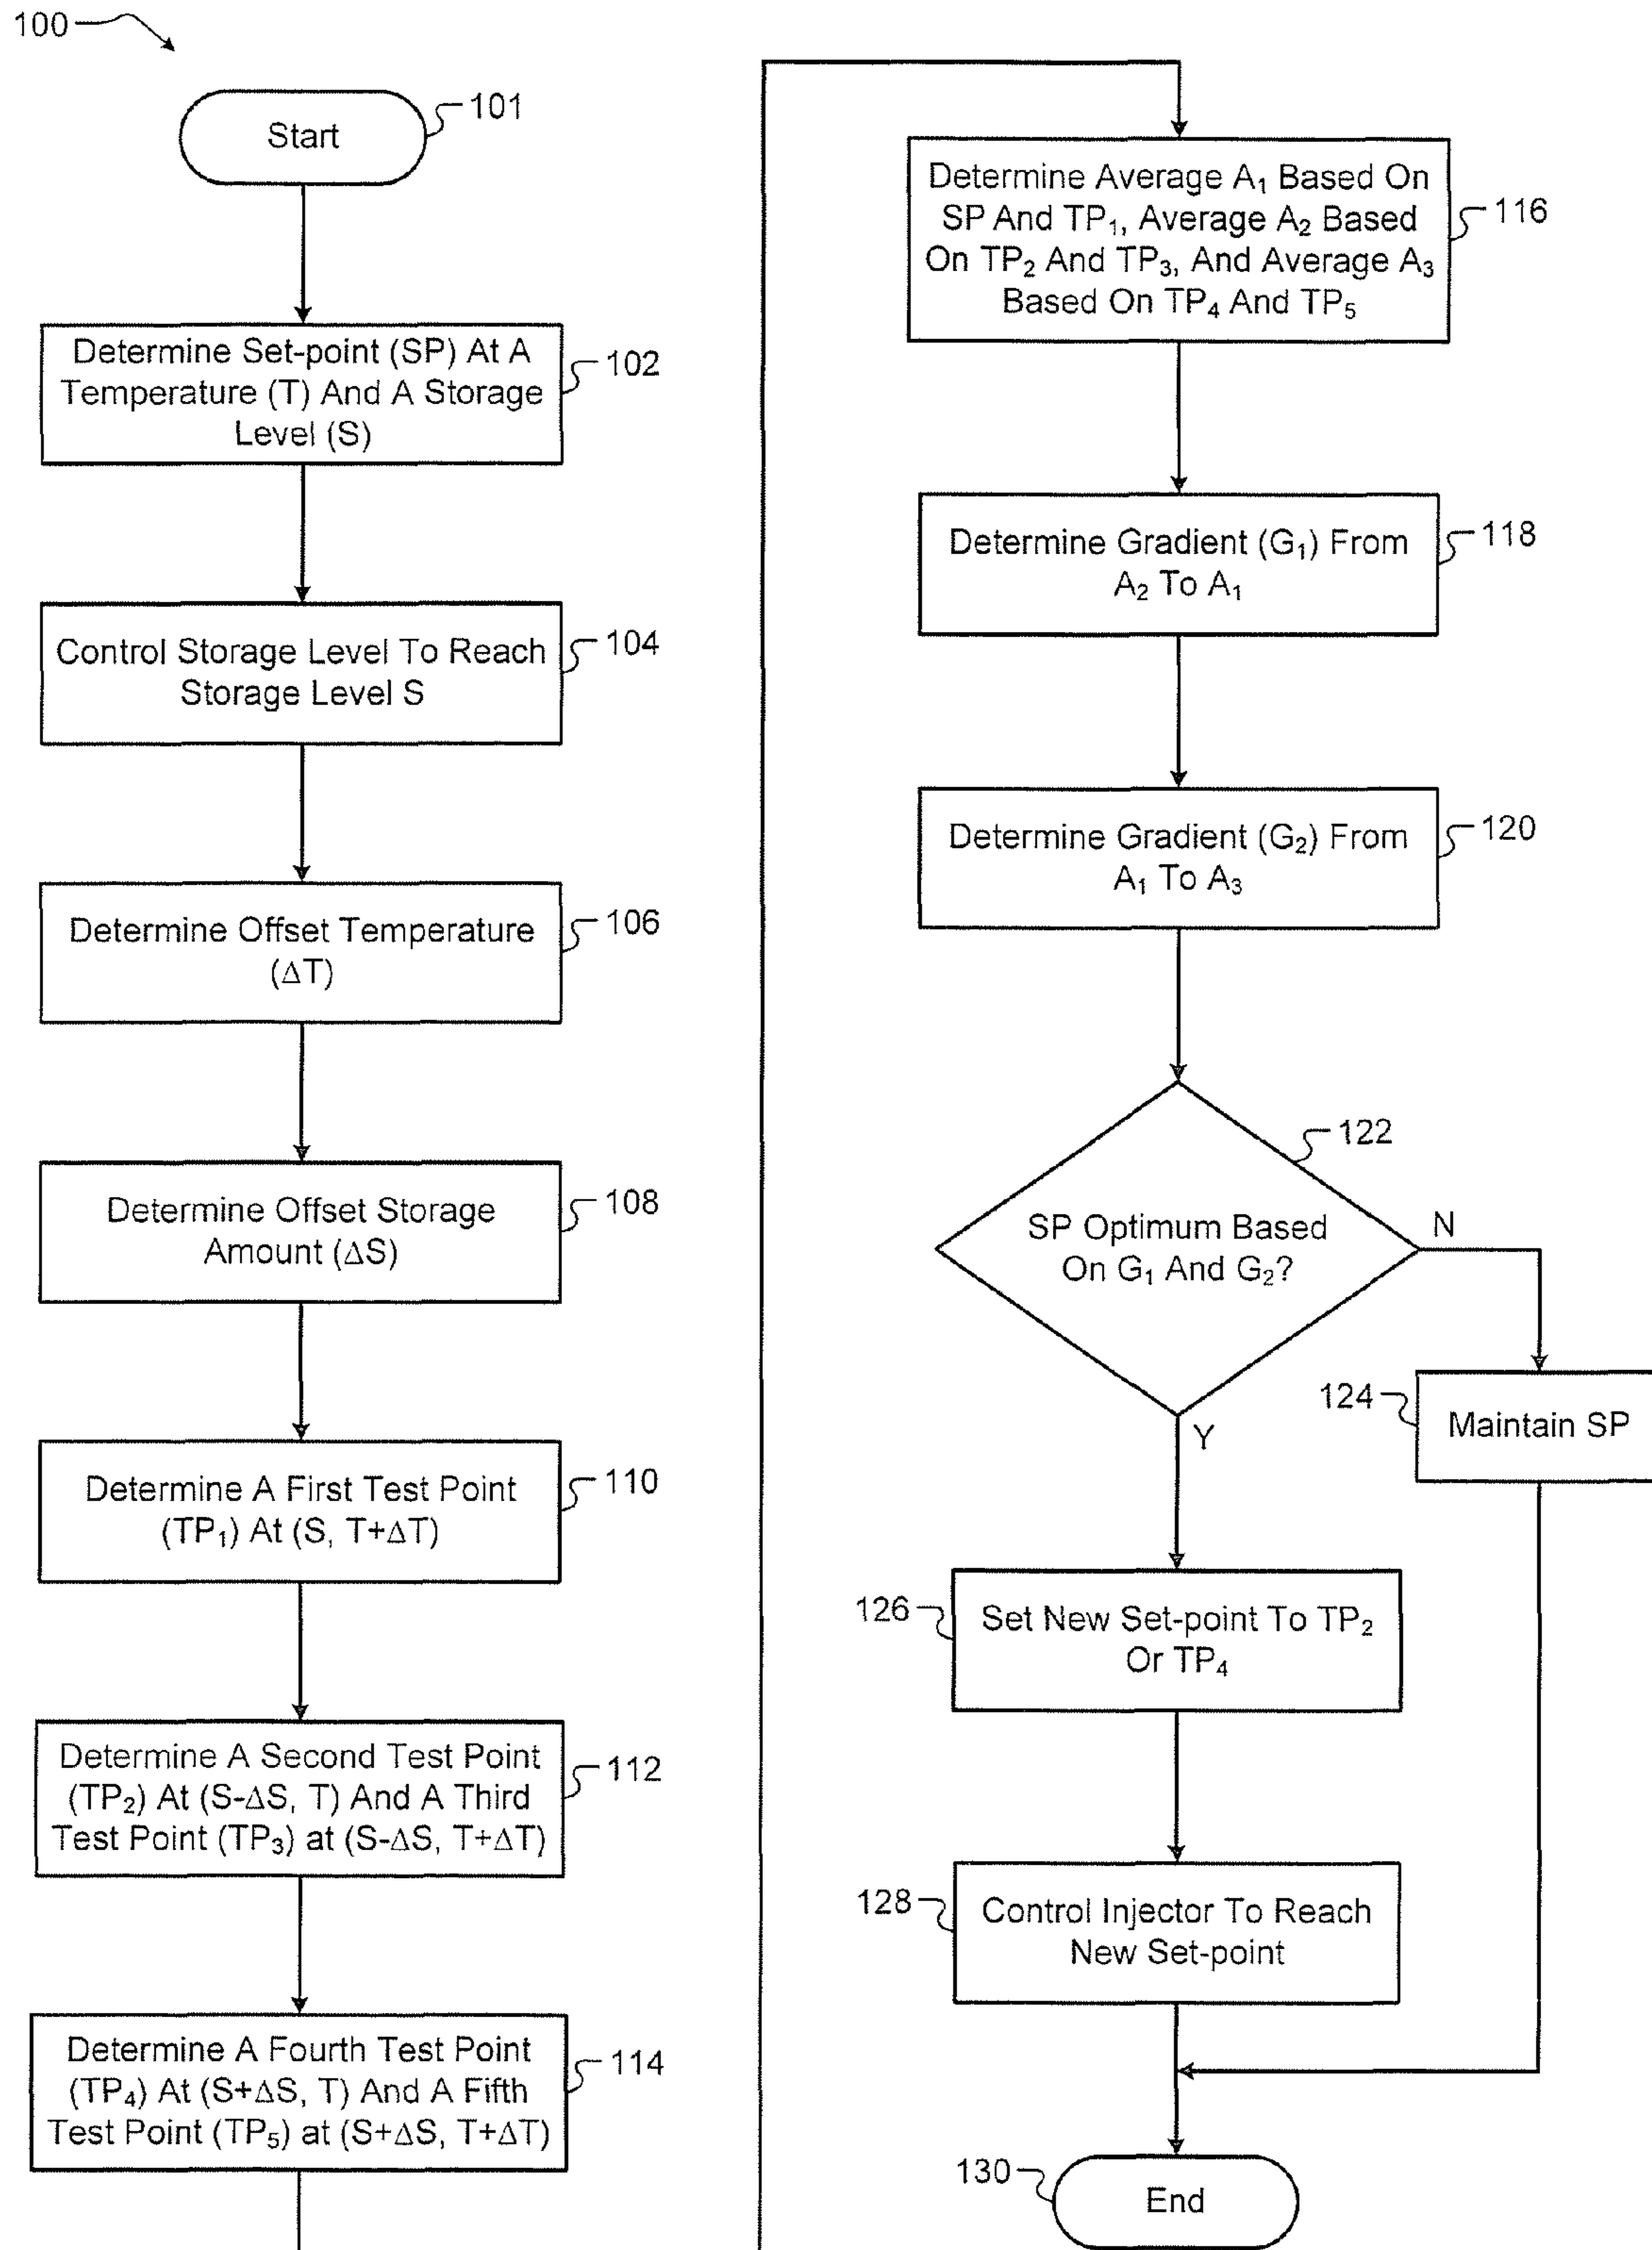 100
Start
101
Determine Set-point (SP) At A
Temperature (T) And A Storage
Level (S)
102
Control Storage Level To Reach
Storage Level S
104
Determine Offset Temperature
(ΔT)
106
Determine Offset Storage
Amount (ΔS)
108
Determine A First Test Point
(TP₁) At (S, T+ΔT)
110
Determine A Second Test Point
(TP₂) At (S-ΔS, T) And A Third
Test Point (TP₃) at (S-ΔS, T+ΔT)
112
Determine A Fourth Test Point
(TP₄) At (S+ΔS, T) And A Fifth
Test Point (TP₅) at (S+ΔS, T+ΔT)
114
Determine Average A₁ Based On
SP And TP₁, Average A₂ Based
On TP₂ And TP₃, And Average A₃
Based On TP₄ And TP₅
116
Determine Gradient (G₁) From
A₂ To A₁
118
Determine Gradient (G₂) From
A₁ To A₃
120
SP Optimum Based
On G₁ And G₂?
122
N
Y
124
Maintain SP
126
Set New Set-point To TP₂
Or TP₄
128
Control Injector To Reach
New Set-point
130
End